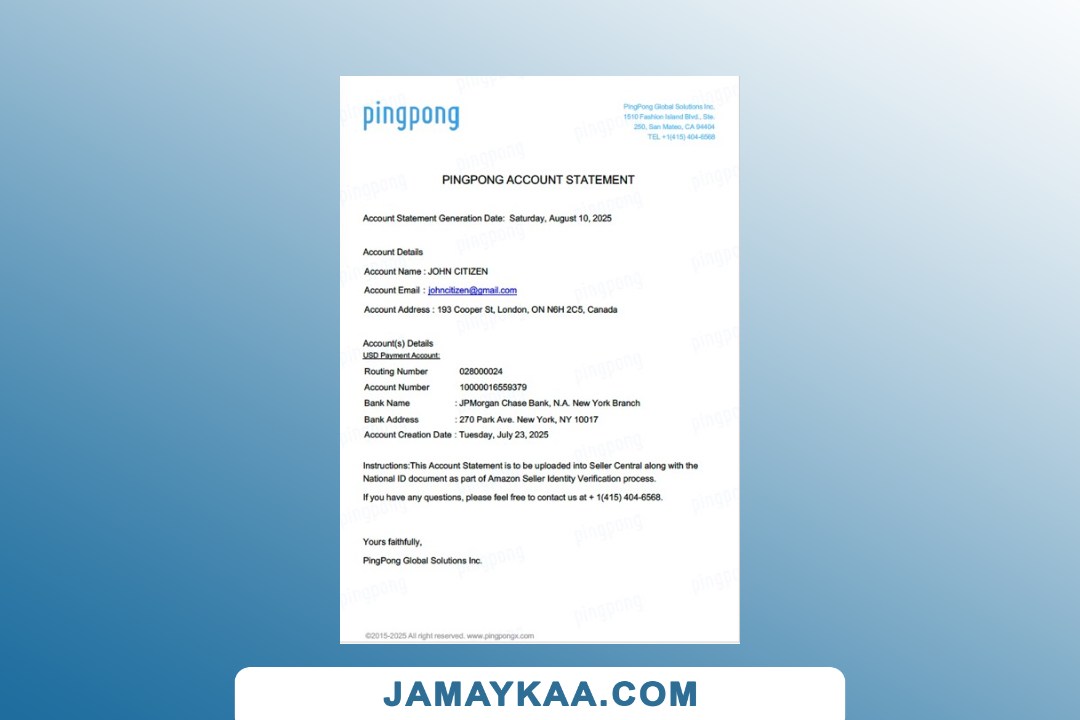 pingpong
PingPong Global Solutions Inc.
1510 Fashion Island Blvd., Ste.
250, San Mateo, CA 94404
TEL +1(415) 404-6568
PINGPONG ACCOUNT STATEMENT
Account Statement Generation Date: Saturday, August 10, 2025
Account Details
Account Name : JOHN CITIZEN
Account Email : johncitizen@gmail.com
Account Address : 193 Cooper St, London, ON N6H 2C5, Canada
Account(s) Details
USD Payment Account:
Routing Number 028000024
Account Number 10000016559379
Bank Name : JPMorgan Chase Bank, N.A. New York Branch
Bank Address : 270 Park Ave. New York, NY 10017
Account Creation Date : Tuesday, July 23, 2025
Instructions:This Account Statement is to be uploaded into Seller Central along with the
National ID document as part of Amazon Seller Identity Verification process.
If you have any questions, please feel free to contact us at + 1(415) 404-6568.
Yours faithfully,
PingPong Global Solutions Inc.
©2015-2025 All right reserved. www.pingpongx.com
JAMAYKAA.COM